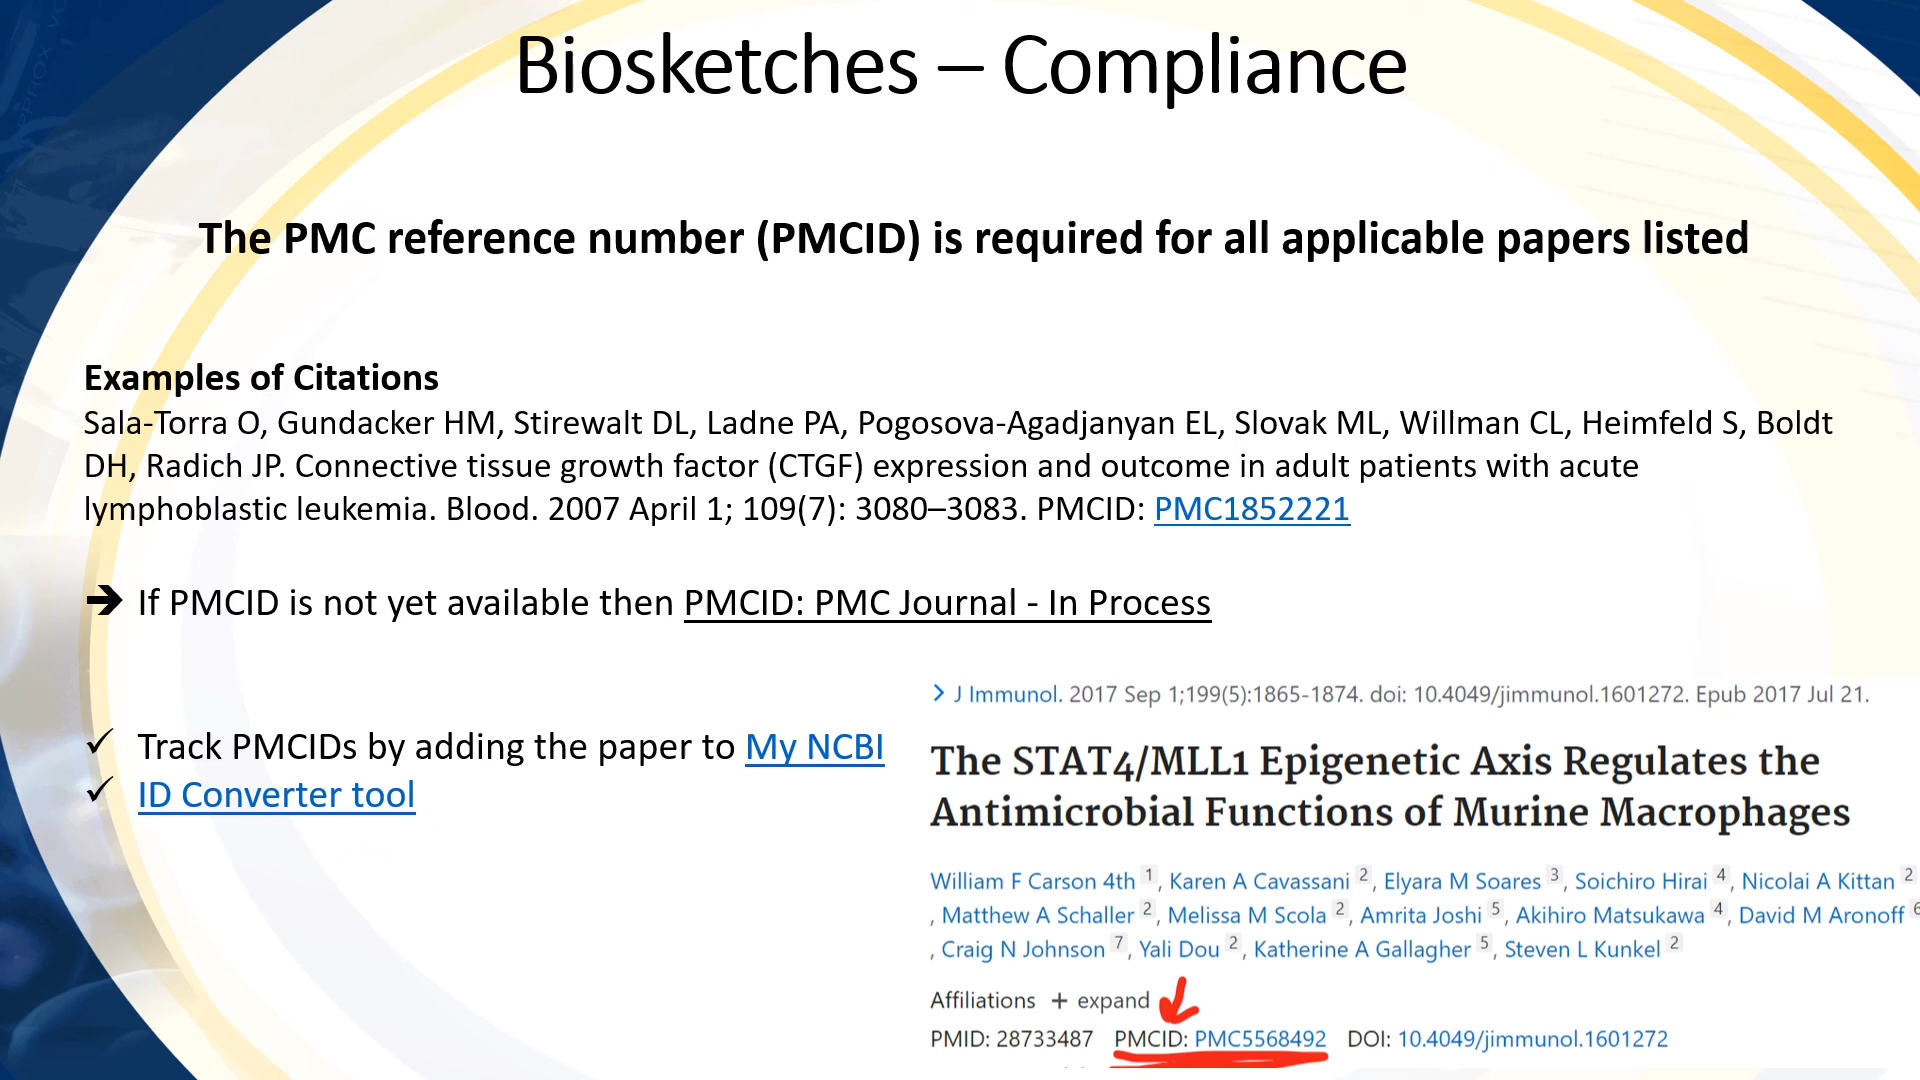 Biosketches – Compliance
The PMC reference number (PMCID) is required for all applicable papers listed
Examples of Citations
Sala-Torra O, Gundacker HM, Stirewalt DL, Ladne PA, Pogosova-Agadjanyan EL, Slovak ML, Willman CL, Heimfeld S, Boldt
DH, Radich JP. Connective tissue growth factor (CTGF) expression and outcome in adult patients with acute
lymphoblastic leukemia. Blood. 2007 April 1; 109(7): 3080–3083. PMCID: PMC1852221
➔ If PMCID is not yet available then PMCID: PMC Journal - In Process
✓ Track PMCIDs by adding the paper to My NCBI
✓ ID Converter tool
> J Immunol. 2017 Sep 1;199(5):1865-1874. doi: 10.4049/jimmunol.1601272. Epub 2017 Jul 21.
The STAT4/MLL1 Epigenetic Axis Regulates the
Antimicrobial Functions of Murine Macrophages
William F Carson 4th 1, Karen A Cavassani 2, Elyara M Soares 3, Soichiro Hirai 4, Nicolai A Kittan 2
, Matthew A Schaller 2, Melissa M Scola 2, Amrita Joshi 5, Akihiro Matsukawa 4, David M Aronoff 6
, Craig N Johnson 7, Yali Dou 2, Katherine A Gallagher 5, Steven L Kunkel 2
Affiliations + expand
PMID: 28733487 PMCID: PMC5568492 DOI: 10.4049/jimmunol.1601272